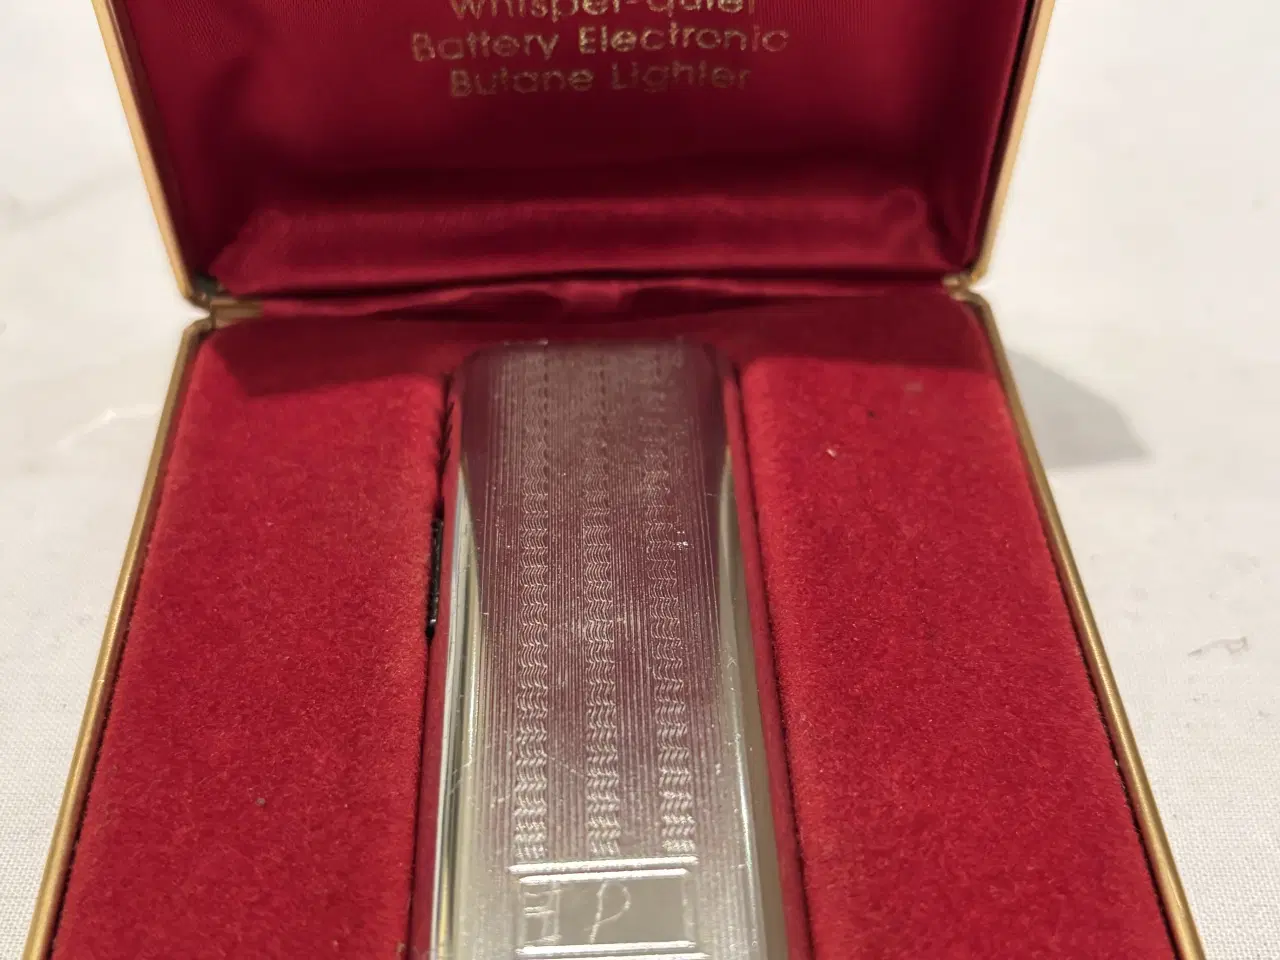 Whisper-quiet
Battery Electronic
Butane Lighter
H P